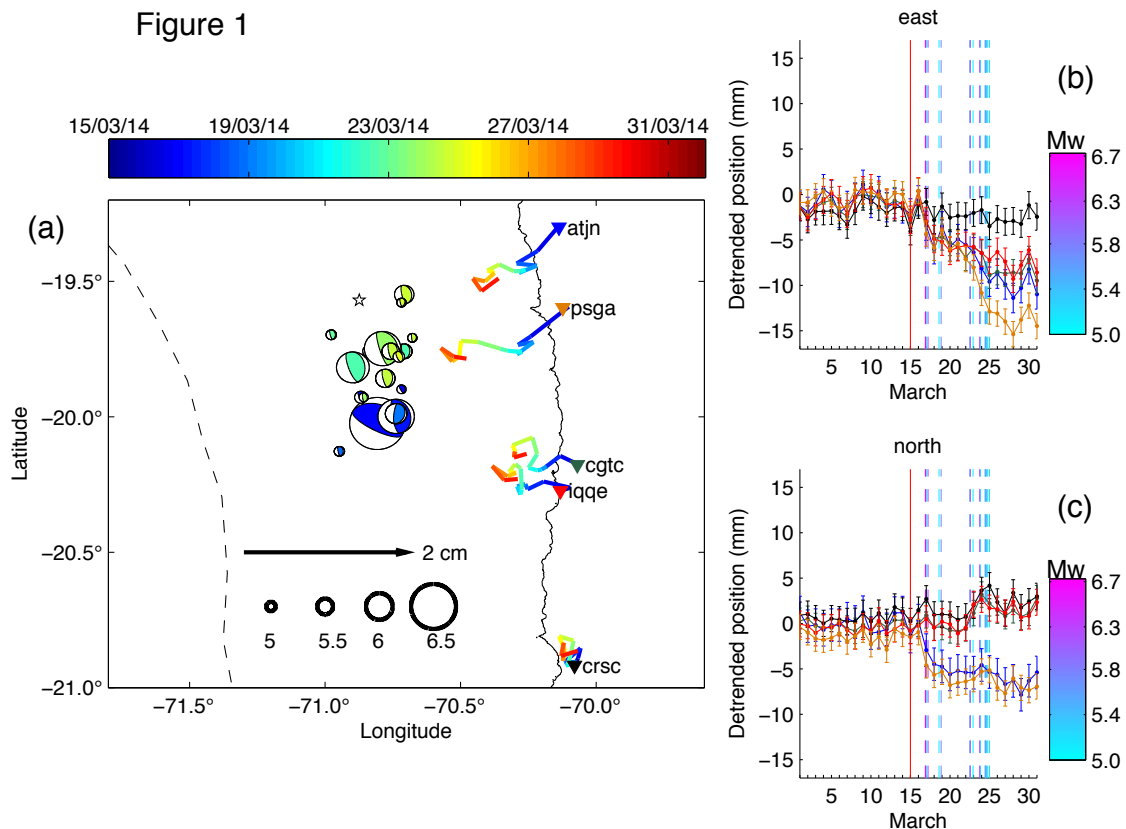 Figure 1
15/03/14 19/03/14 23/03/14 27/03/14 31/03/14
(a)
Latitude
−19.5°
−20.0°
−20.5°
−21.0°
atjn
psga
cgtc
iqqe
crsc
2 cm
5 5.5 6 6.5
−71.5° −71.0° −70.5° −70.0°
Longitude
east
(b)
Detrended position (mm)
15
10
5
0
−5
−10
−15
5 10 15 20 25 30
March
Mw
6.7
6.3
5.8
5.4
5.0
north
(c)
Detrended position (mm)
15
10
5
0
−5
−10
−15
5 10 15 20 25 30
March
Mw
6.7
6.3
5.8
5.4
5.0